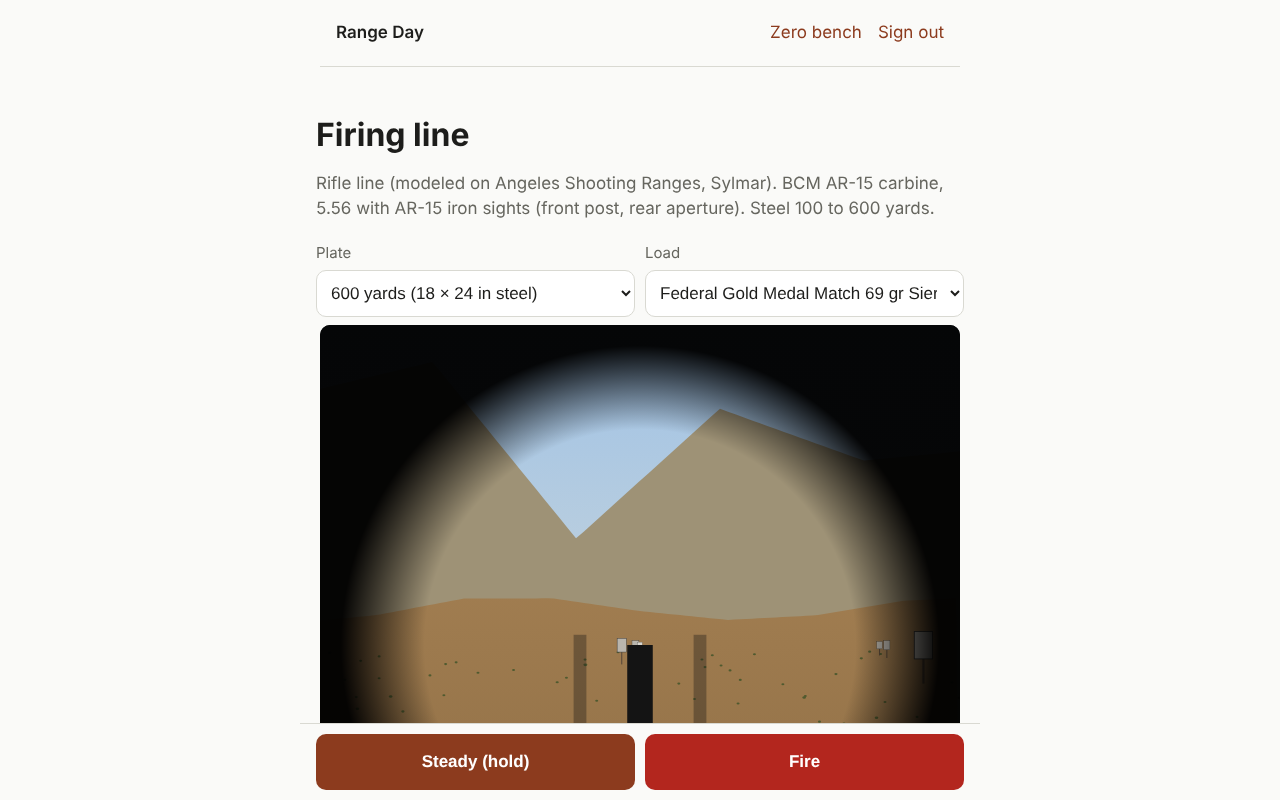 Range Day
Zero bench
Sign out
Firing line
Rifle line (modeled on Angeles Shooting Ranges, Sylmar). BCM AR-15 carbine,
5.56 with AR-15 iron sights (front post, rear aperture). Steel 100 to 600 yards.
Plate
Load
600 yards (18 × 24 in steel)
Federal Gold Medal Match 69 gr Sier
Steady (hold)
Fire